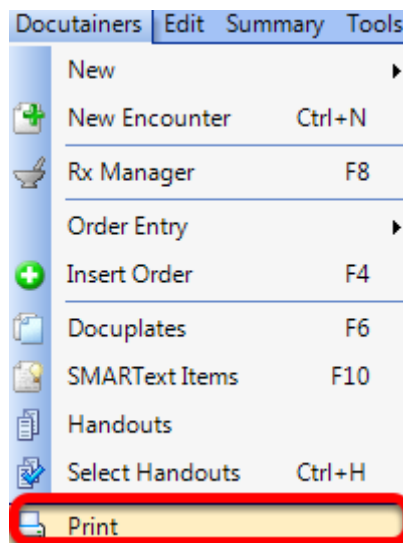 Docutainers Edit Summary Tools
New
New Encounter Ctrl+N
Rx Manager F8
Order Entry
Insert Order F4
Docuplates F6
SMARText Items F10
Handouts
Select Handouts Ctrl+H
Print